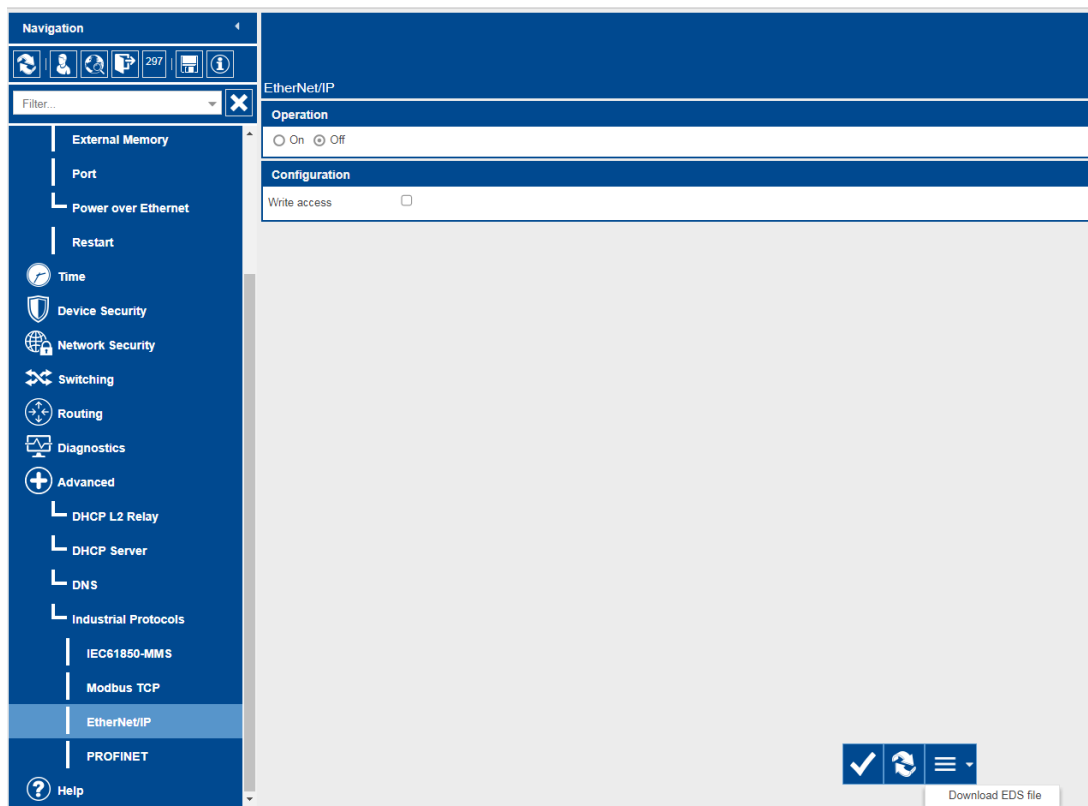 Navigation
297
Filter...
EtherNet/IP
Operation
On Off
External Memory
Port
Configuration
Write access
Power over Ethernet
Restart
Time
Device Security
Network Security
Switching
Routing
Diagnostics
Advanced
DHCP L2 Relay
DHCP Server
DNS
Industrial Protocols
IEC61850-MMS
Modbus TCP
EtherNet/IP
PROFINET
Help
Download EDS file